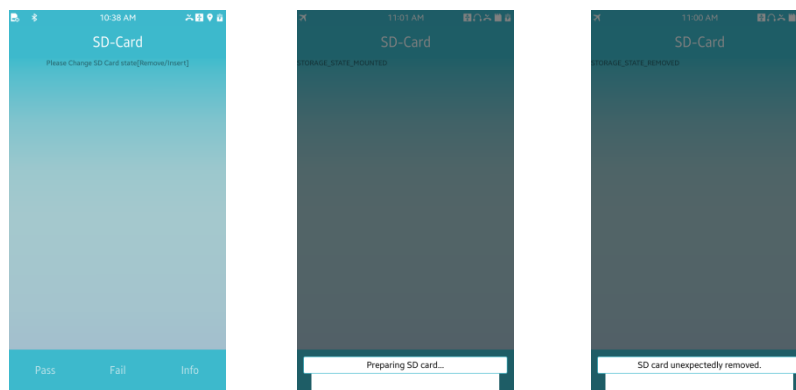 10:38 AM
SD-Card
Please Change SD Card state[Remove/Insert]
Pass Fail Info
11:01 AM
SD-Card
STORAGE_STATE_MOUNTED
Preparing SD card...
11:00 AM
SD-Card
STORAGE_STATE_REMOVED
SD card unexpectedly removed.